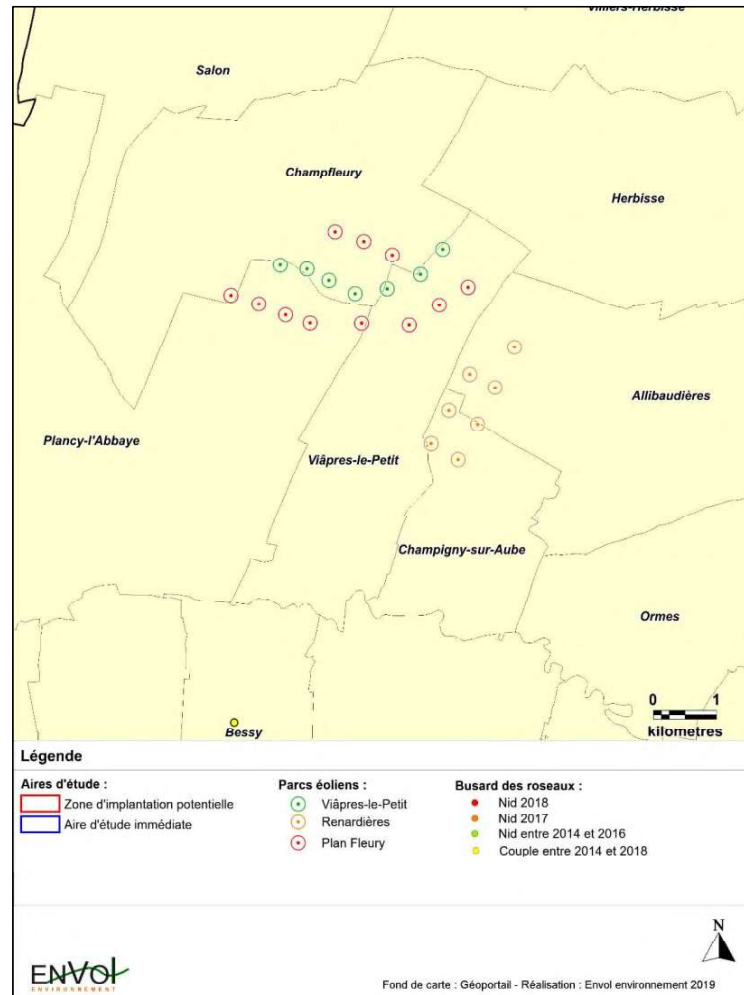 Villiers-Herbisse
Salon
Champfleury
Herbisse
Allibaudières
Plancy-l'Abbaye
Viâpres-le-Petit
Champigny-sur-Aube
Ormes
0 1
kilometres
Bessy
Légende
Aires d'étude :
Zone d'implantation potentielle
Aire d'étude immédiate
Parcs éoliens :
Viâpres-le-Petit
Renardières
Plan Fleury
Busard des roseaux :
Nid 2018
Nid 2017
Nid entre 2014 et 2016
Couple entre 2014 et 2018
N
ENVOL
ENVIRONNEMENT
Fond de carte : Géoportail - Réalisation : Envol environnement 2019